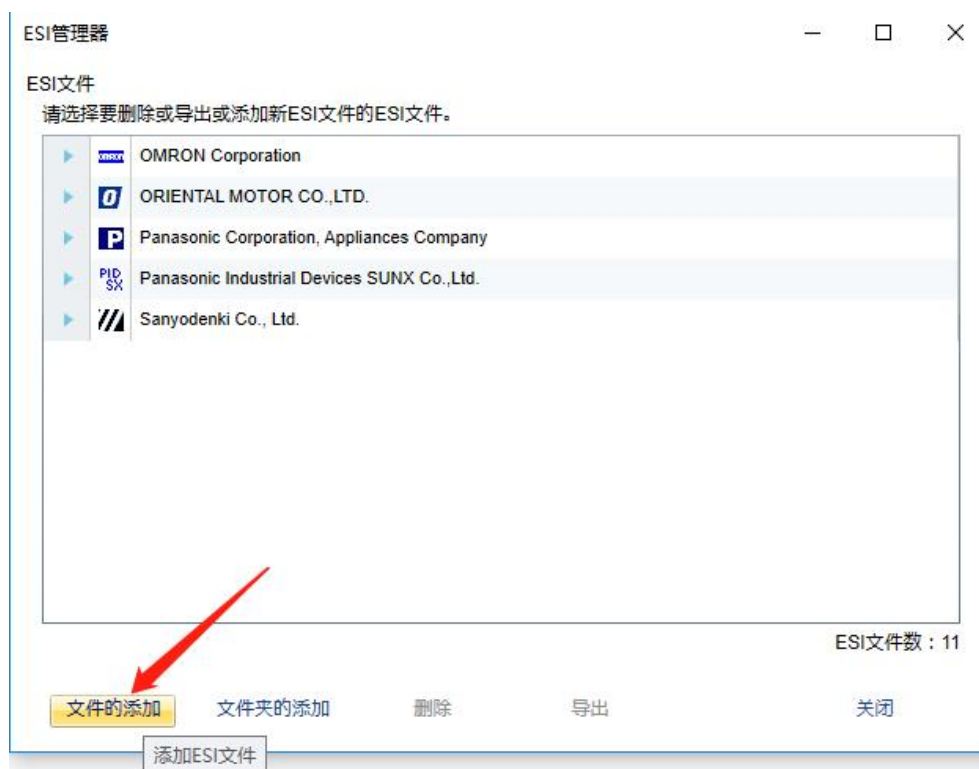 ESI管理器
ESI文件
请选择要删除或导出或添加新ESI文件的ESI文件。
OMRON OMRON Corporation
ORIENTAL MOTOR CO.,LTD.
P Panasonic Corporation, Appliances Company
PID SX Panasonic Industrial Devices SUNX Co.,Ltd.
Sanyodenki Co., Ltd.
ESI文件数：11
文件的添加 文件夹的添加 删除 导出 关闭
添加ESI文件